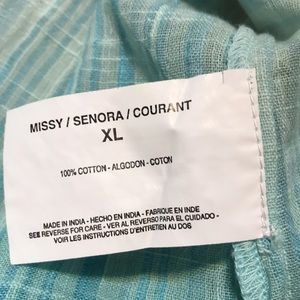 MISSY / SENORA / COURANT
XL
100% COTTON - ALGODON - COTON
MADE IN INDIA - HECHO EN INDIA - FABRIQUE EN INDE
SEE REVERSE FOR CARE - VER AL REVERSO PARA EL CUIDADO -
VOIR LES INSTRUCTIONS D'ENTRETIEN AU DOS